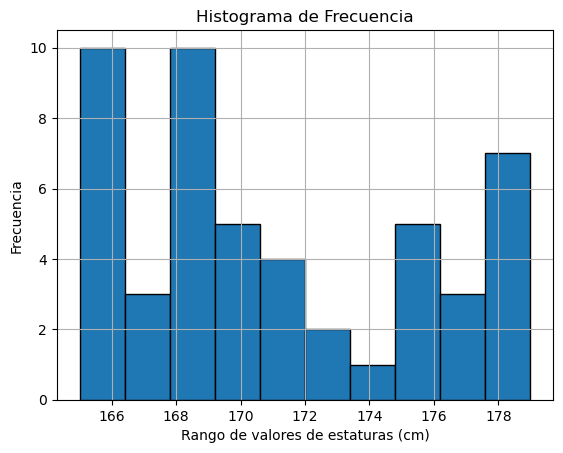 Histograma de Frecuencia
10
8
6
4
2
0
Frecuencia
166 168 170 172 174 176 178
Rango de valores de estaturas (cm)